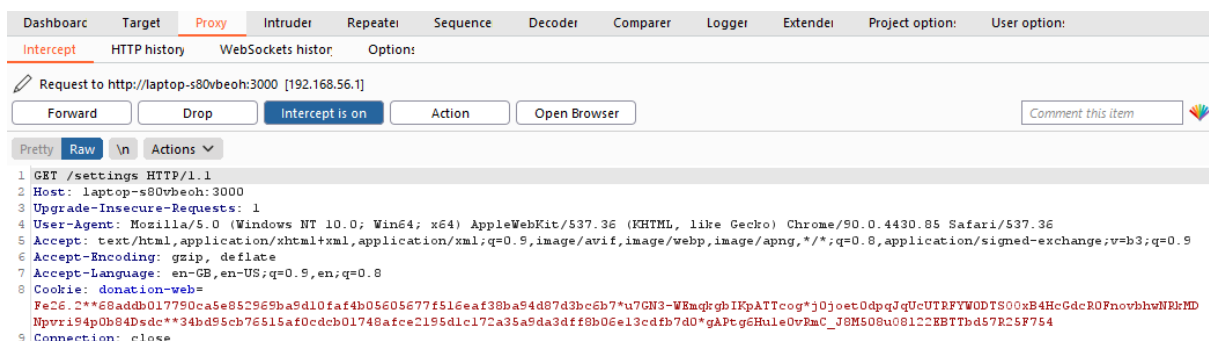 Dashboard Target Proxy Intruder Repeater Sequence Decoder Comparer Logger Extender Project options User options
Intercept HTTP history WebSockets history Options
Request to http://laptop-s80vbeoh:3000 [192.168.56.1]
Forward Drop Intercept is on Action Open Browser Comment this item
Pretty Raw \n Actions
1 GET /settings HTTP/1.1
2 Host: laptop-s80vbeoh:3000
3 Upgrade-Insecure-Requests: 1
4 User-Agent: Mozilla/5.0 (Windows NT 10.0; Win64; x64) AppleWebKit/537.36 (KHTML, like Gecko) Chrome/90.0.4430.85 Safari/537.36
5 Accept: text/html,application/xhtml+xml,application/xml;q=0.9,image/avif,image/webp,image/apng,*/*;q=0.8,application/signed-exchange;v=b3;q=0.9
6 Accept-Encoding: gzip, deflate
7 Accept-Language: en-GB,en-US;q=0.9,en;q=0.8
8 Cookie: donation-web=
Fe26.2**68addb017790ca5e852969ba9d10faf4b05605677f516eaf38ba94d87d3bc6b7*u7GN3-WEmqkgbIKpATTcog*j0joet0dpqJqUcUTRFYW0DTS00xB4HcGdcR0FnovbhwNRkMD
Npvri94p0b84Dsdc**34bd95cb76515af0cdcb01748afce2195d1c172a35a9da3dff8b06e13cdfb7d0*gAPtg6Hule0vRmC_J8M508u08122EBTTbd57R25F754
9 Connection: close